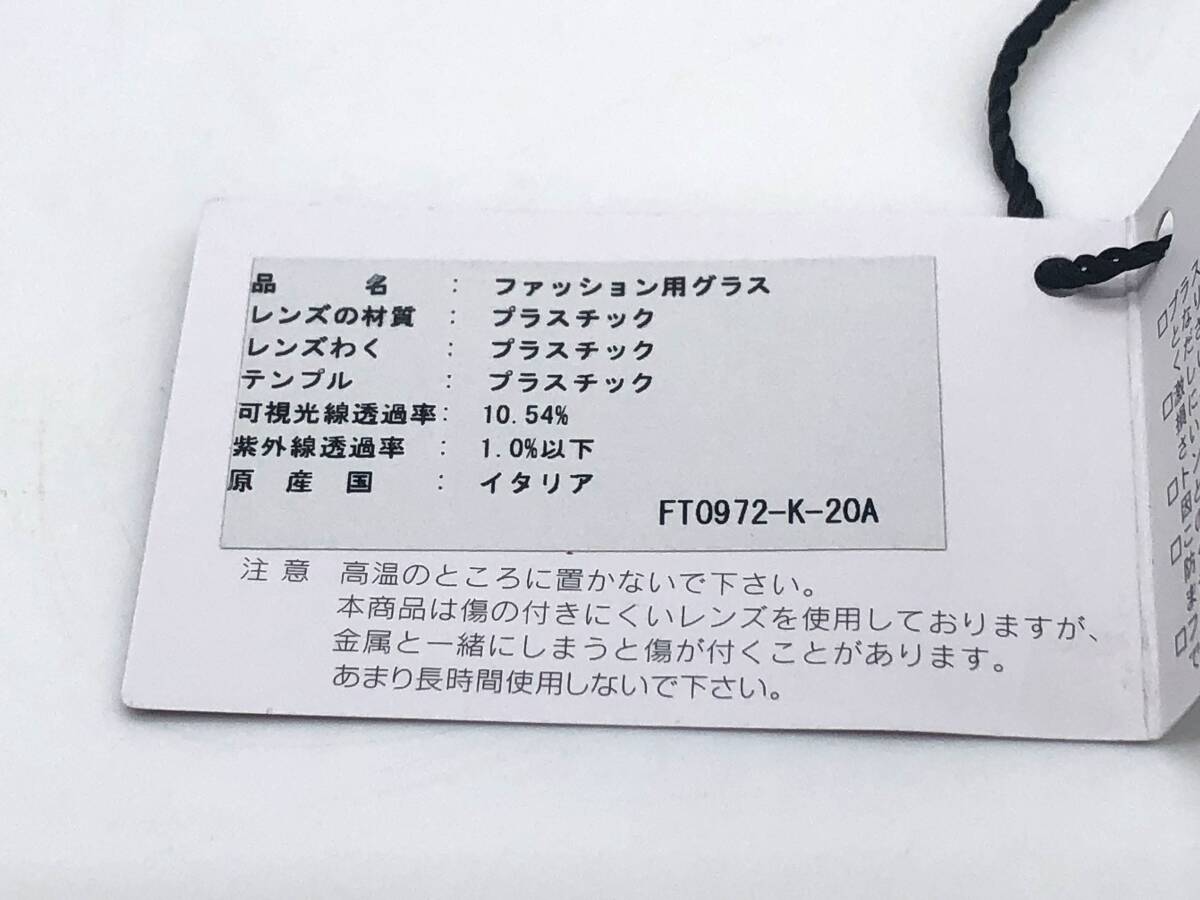 品 名 : ファッション用グラス
レンズの材質 : プラスチック
レンズわく : プラスチック
テンプル : プラスチック
可視光線透過率: 10.54%
紫外線透過率 : 1.0%以下
原 産 国 : イタリア
FT0972-K-20A
注 意 高温のところに置かないで下さい。
本商品は傷の付きにくいレンズを使用しておりますが、
金属と一緒にしまうと傷が付くことがあります。
あまり長時間使用しないで下さい。